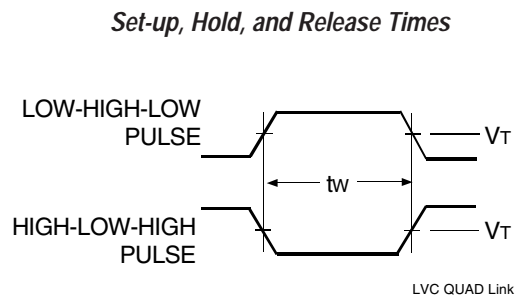 Set-up, Hold, and Release Times
LOW-HIGH-LOW
PULSE
VT
tw
HIGH-LOW-HIGH
PULSE
VT
LVC QUAD Link